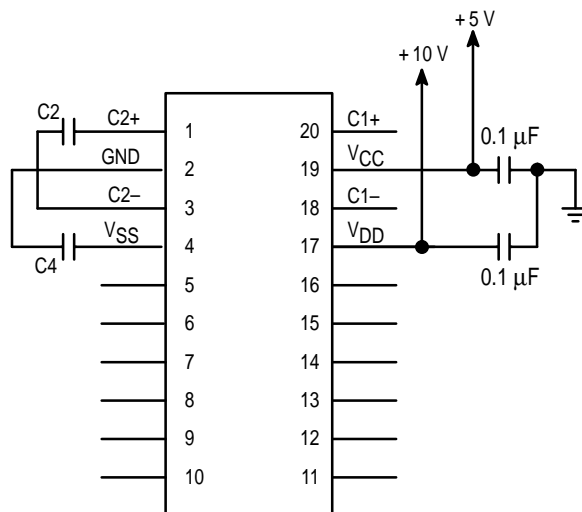 + 5 V
+ 10 V
C2 C2+ 1 20 C1+ 0.1 μF
GND 2 19 VCC
C2– 3 18 C1–
VSS 4 17 VDD
C4 5 16 0.1 μF
6 15
7 14
8 13
9 12
10 11